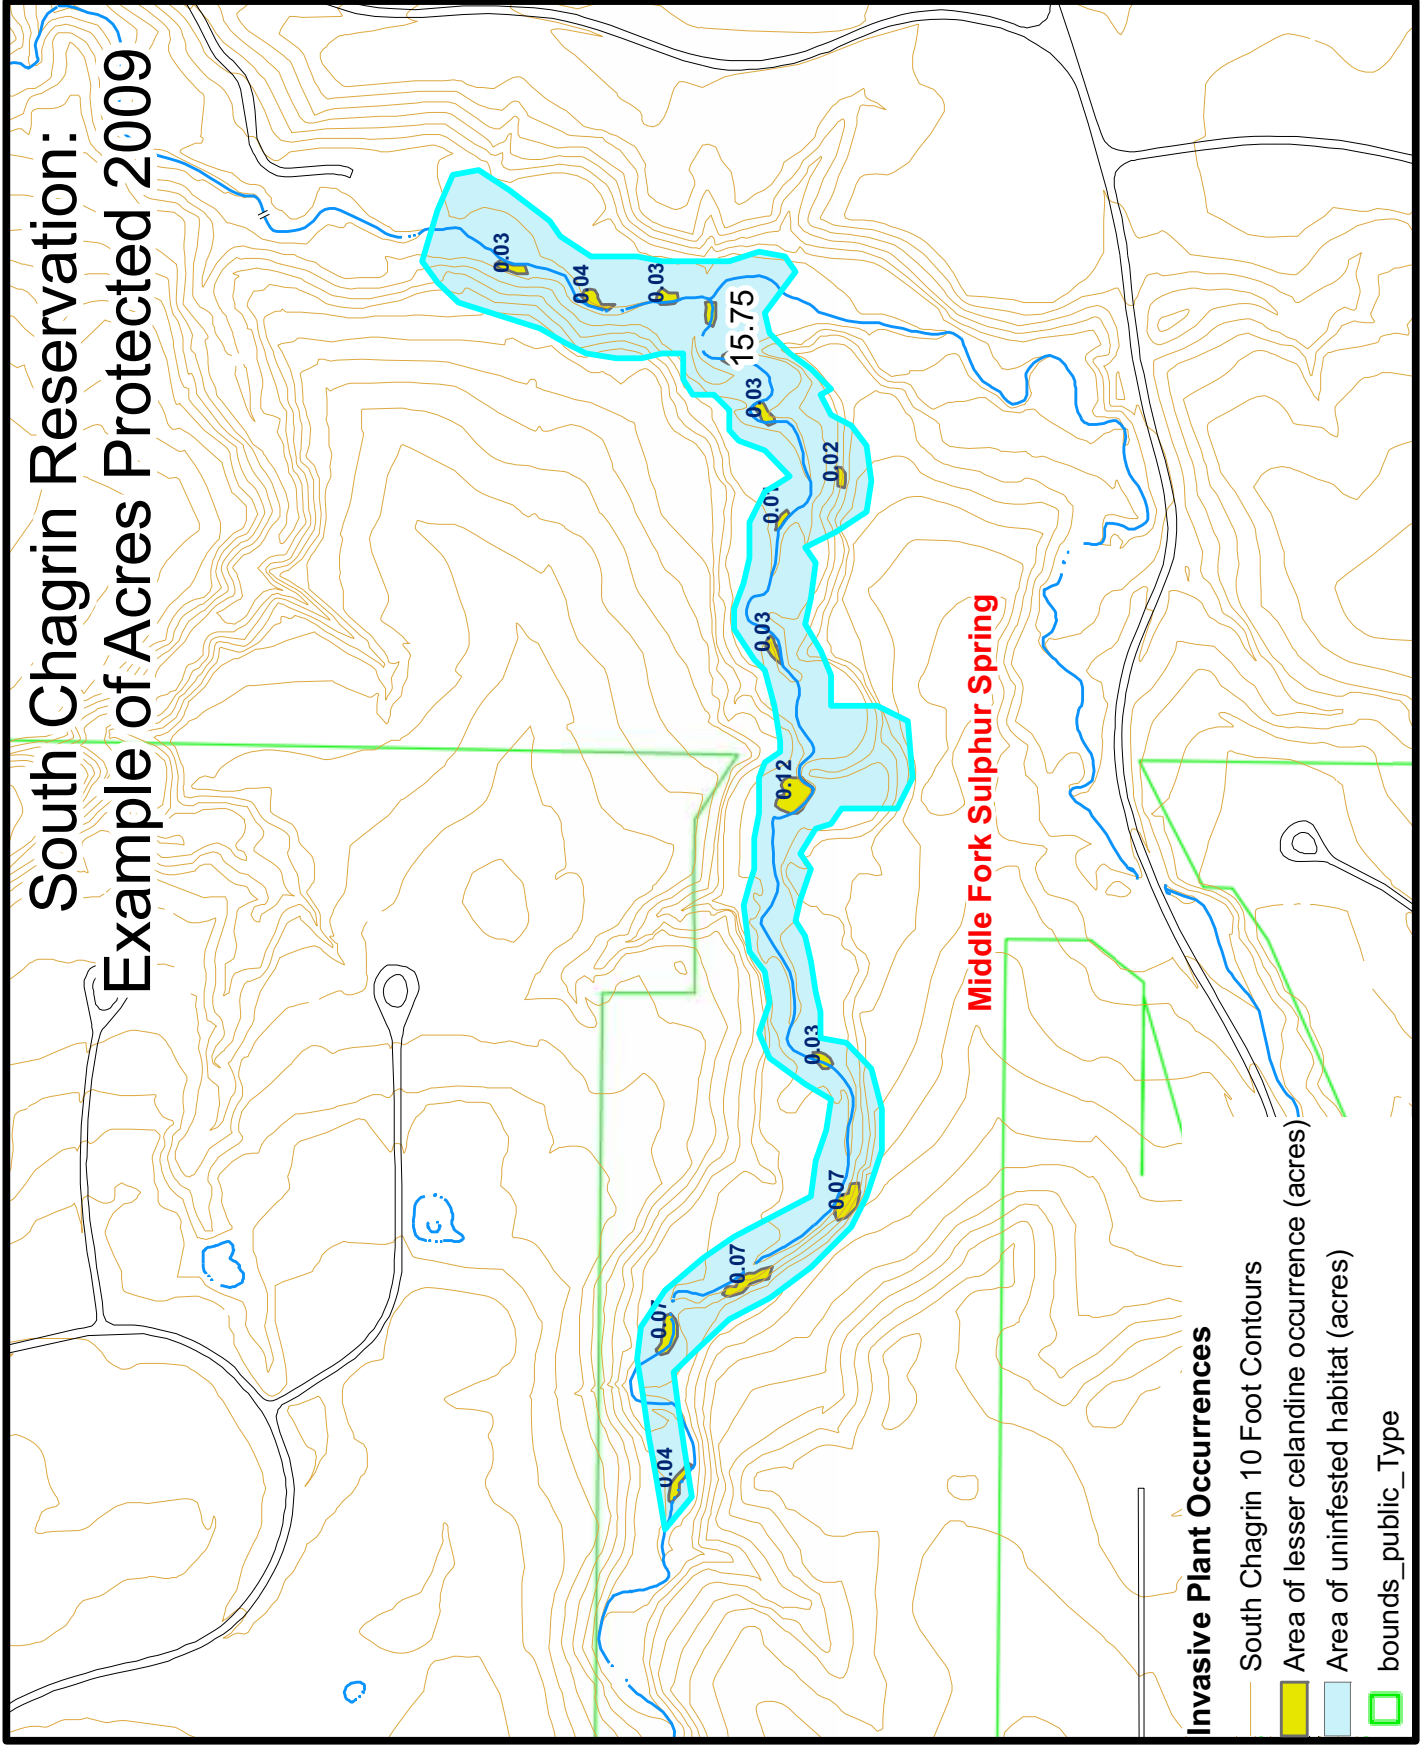 South Chagrin Reservation:
Example of Acres Protected 2009
0.03
0.04
0.03
15.75
0.03
0.02
0.03
0.12
0.03
0.07
0.07
0.04
Middle Fork Sulphur Spring
Invasive Plant Occurrences
South Chagrin 10 Foot Contours
Area of lesser celandine occurrence (acres)
Area of uninfested habitat (acres)
bounds_public_Type